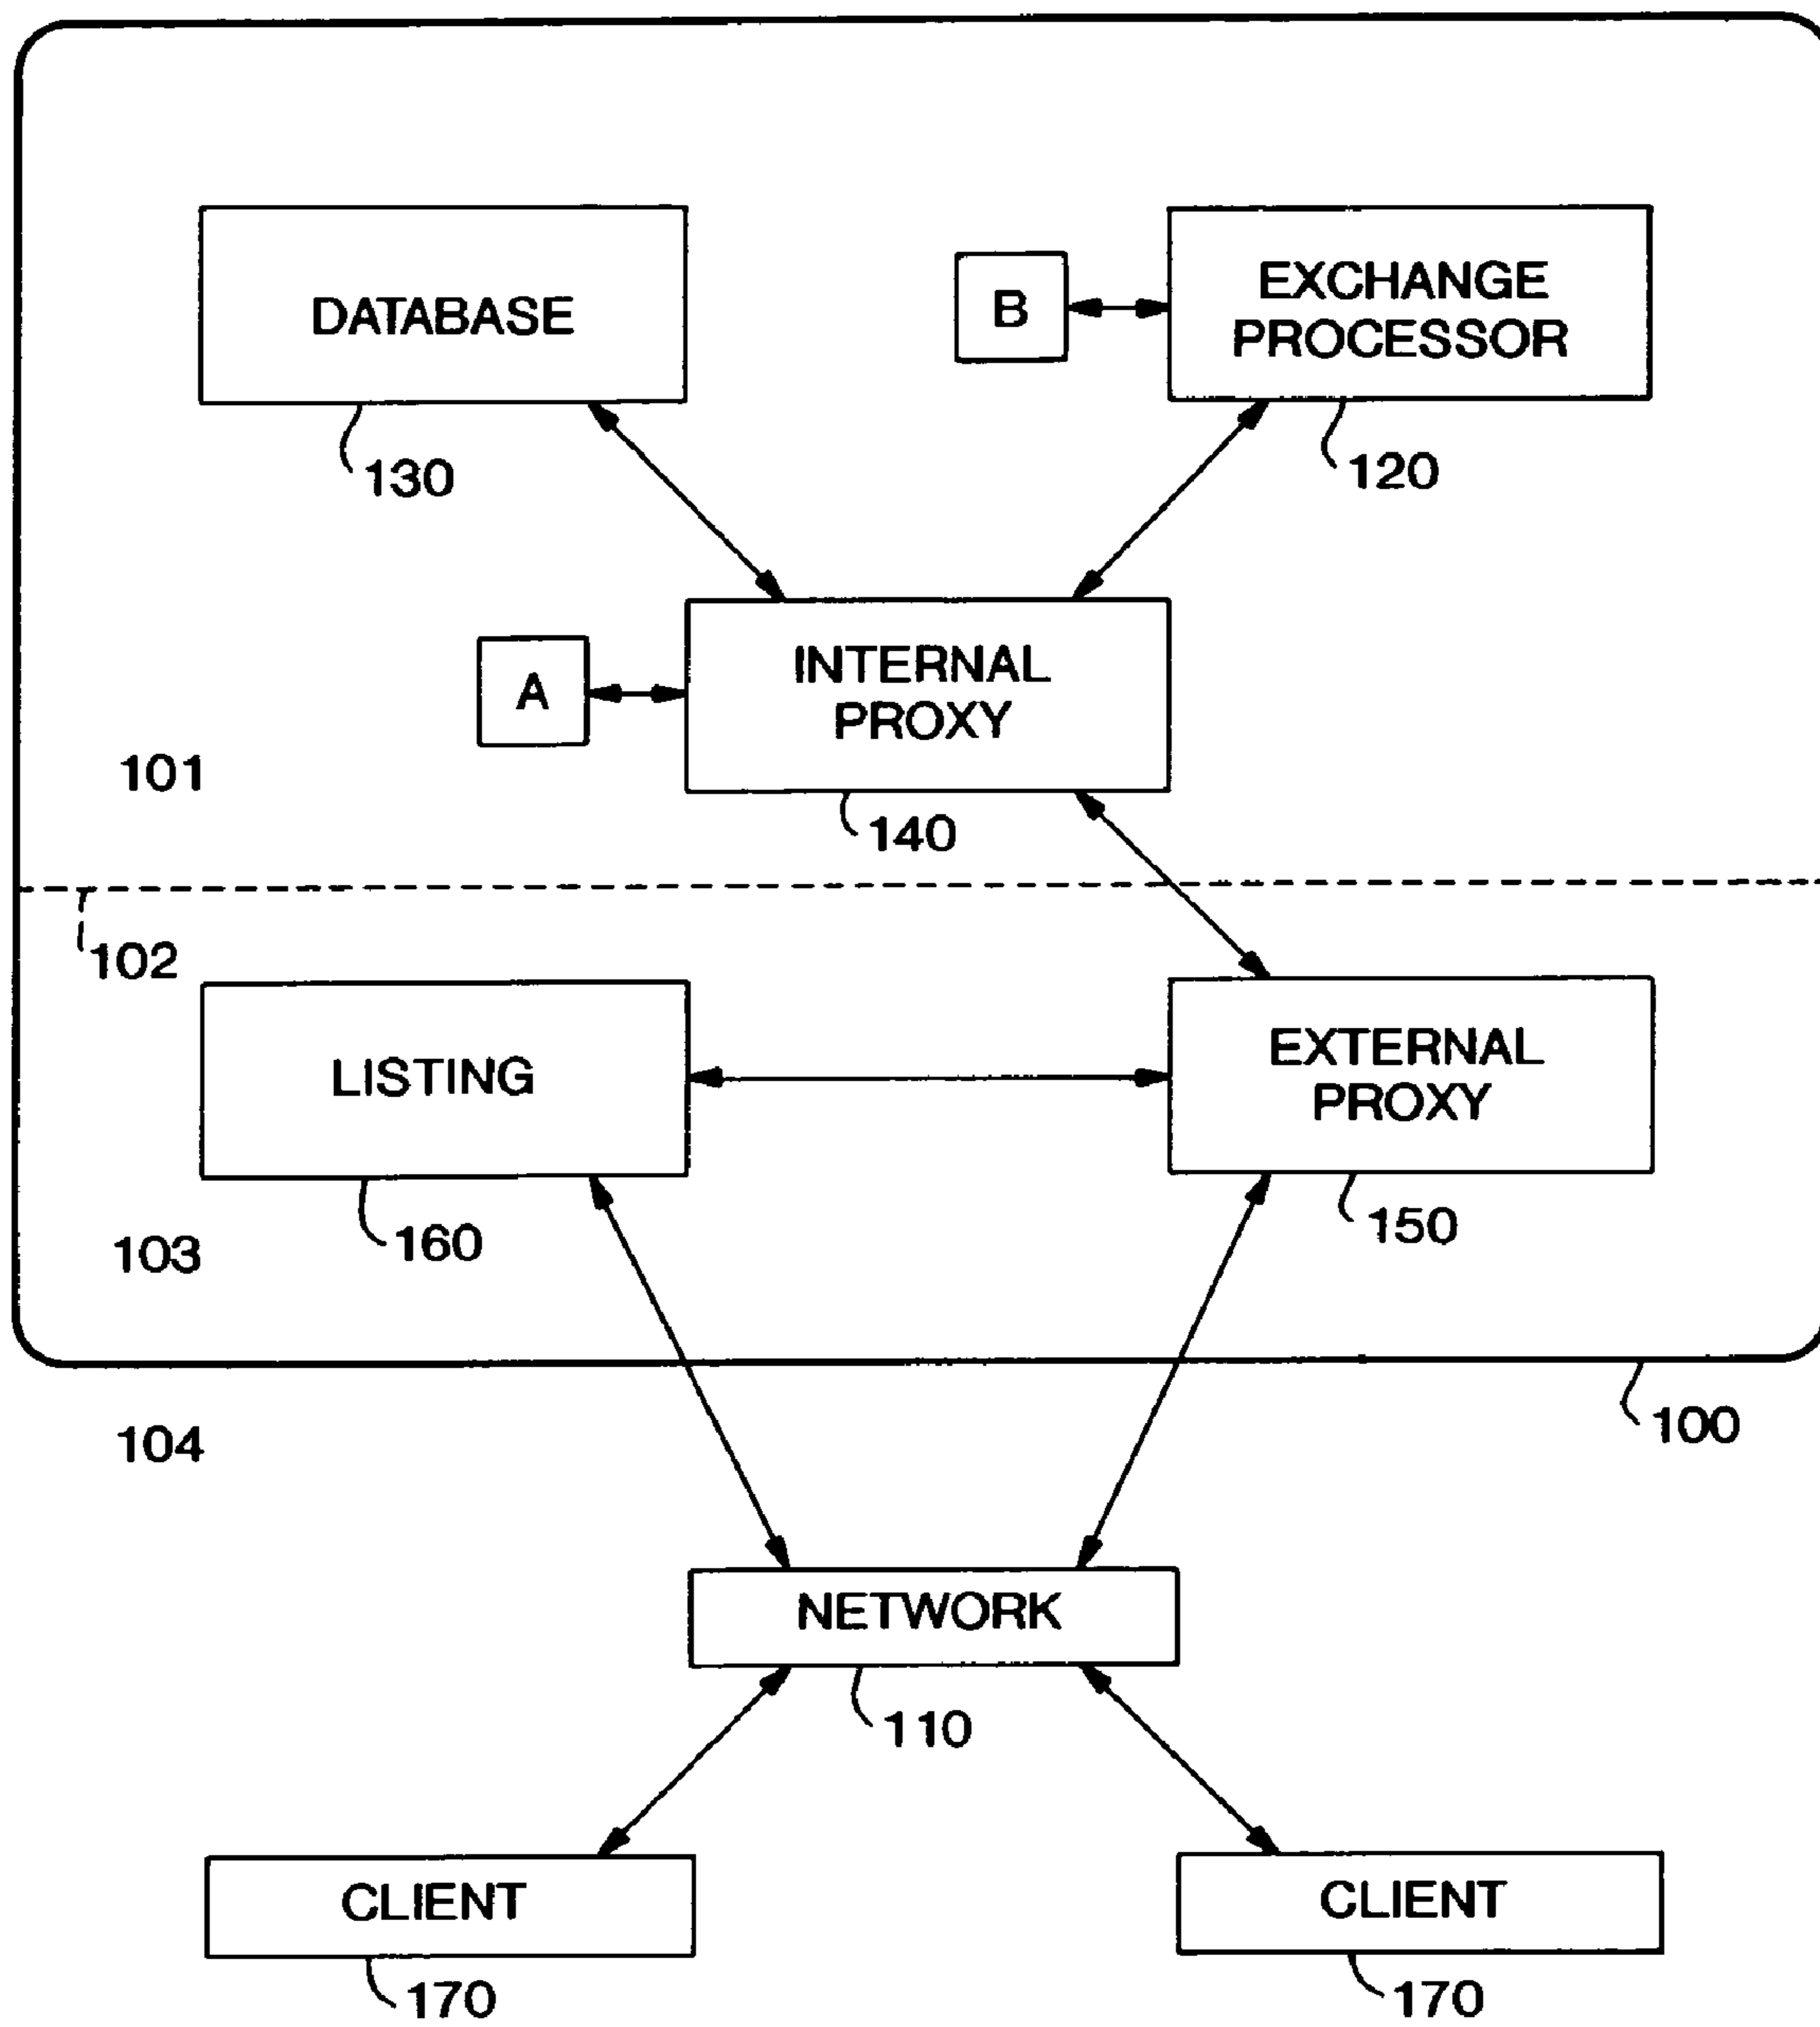 DATABASE
B
EXCHANGE
PROCESSOR
130
120
A
INTERNAL
PROXY
101
140
102
LISTING
EXTERNAL
PROXY
103
160
150
104
100
NETWORK
110
CLIENT
CLIENT
170
170